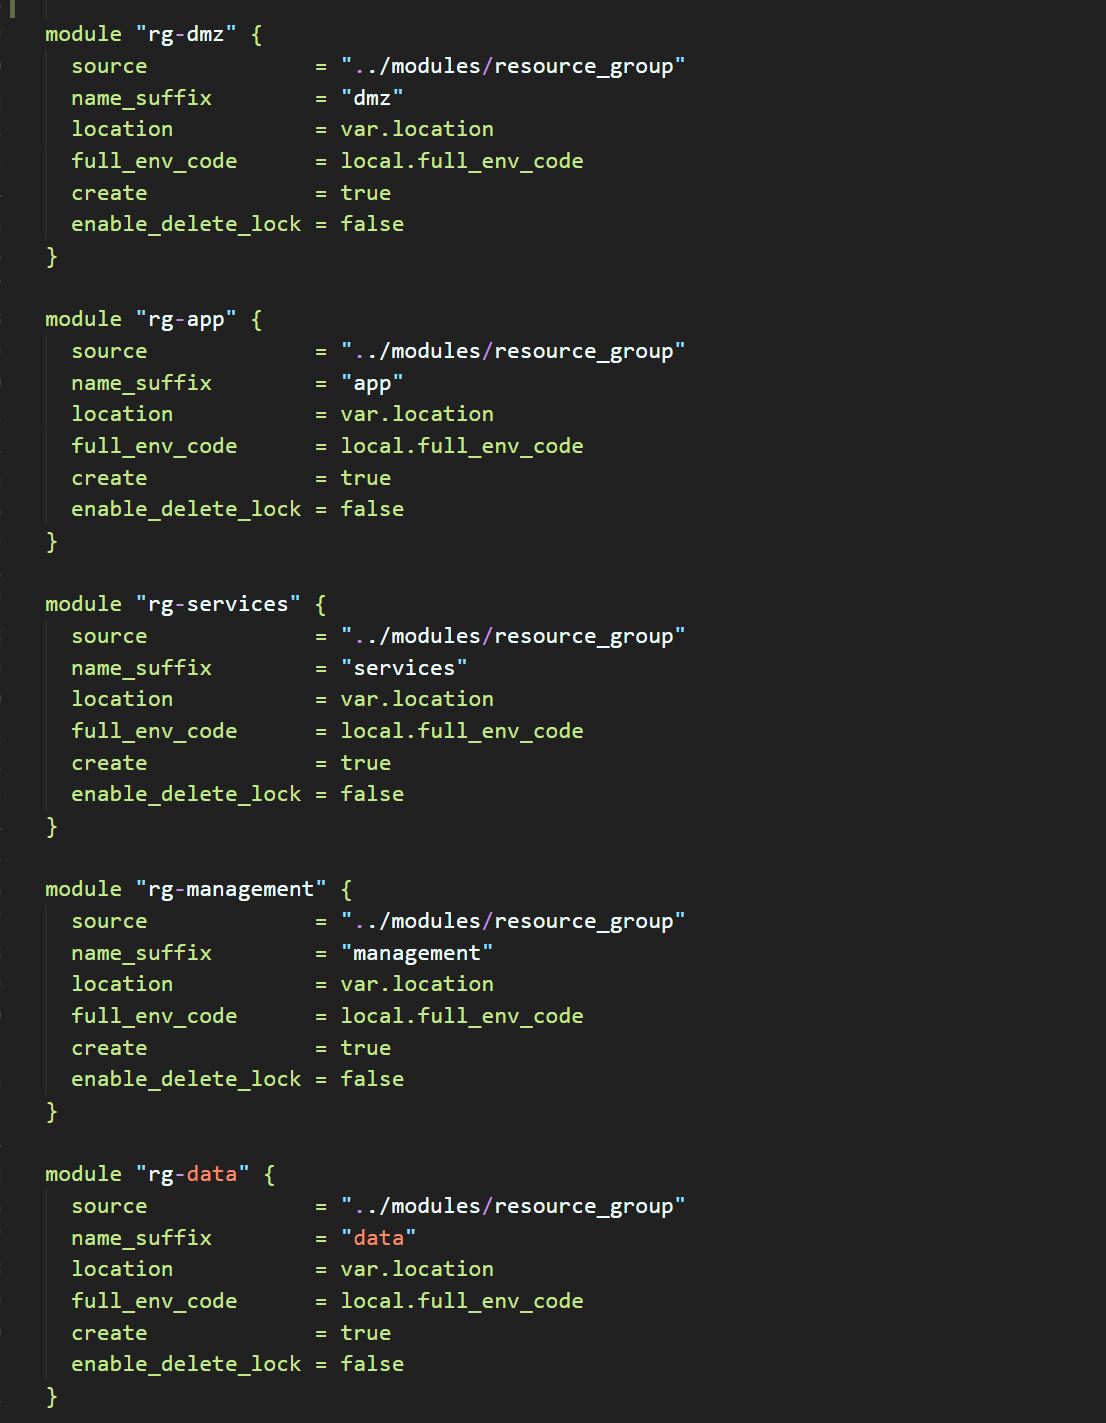 module "rg-dmz" {
  source             = "../modules/resource_group"
  name_suffix        = "dmz"
  location           = var.location
  full_env_code      = local.full_env_code
  create             = true
  enable_delete_lock = false
}
module "rg-app" {
  source             = "../modules/resource_group"
  name_suffix        = "app"
  location           = var.location
  full_env_code      = local.full_env_code
  create             = true
  enable_delete_lock = false
}
module "rg-services" {
  source             = "../modules/resource_group"
  name_suffix        = "services"
  location           = var.location
  full_env_code      = local.full_env_code
  create             = true
  enable_delete_lock = false
}
module "rg-management" {
  source             = "../modules/resource_group"
  name_suffix        = "management"
  location           = var.location
  full_env_code      = local.full_env_code
  create             = true
  enable_delete_lock = false
}
module "rg-data" {
  source             = "../modules/resource_group"
  name_suffix        = "data"
  location           = var.location
  full_env_code      = local.full_env_code
  create             = true
  enable_delete_lock = false
}